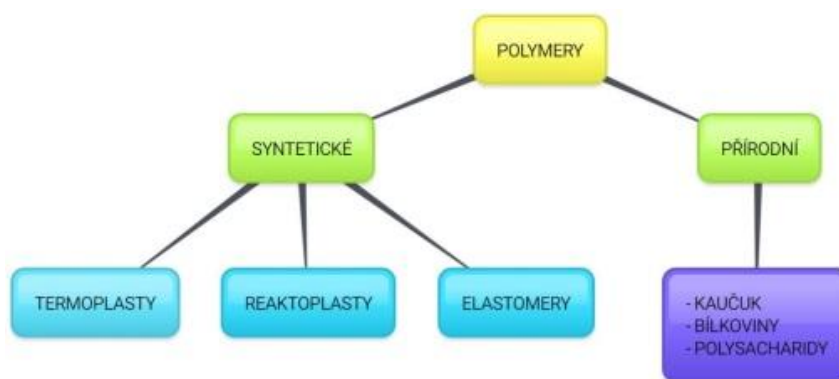 POLYMERY
SYNTETICKÉ
PŘÍRODNÍ
TERMOPLASTY
REAKTOPLASTY
ELASTOMERY
- KAUČUK
- BÍLKOVINY
- POLYSACHARIDY